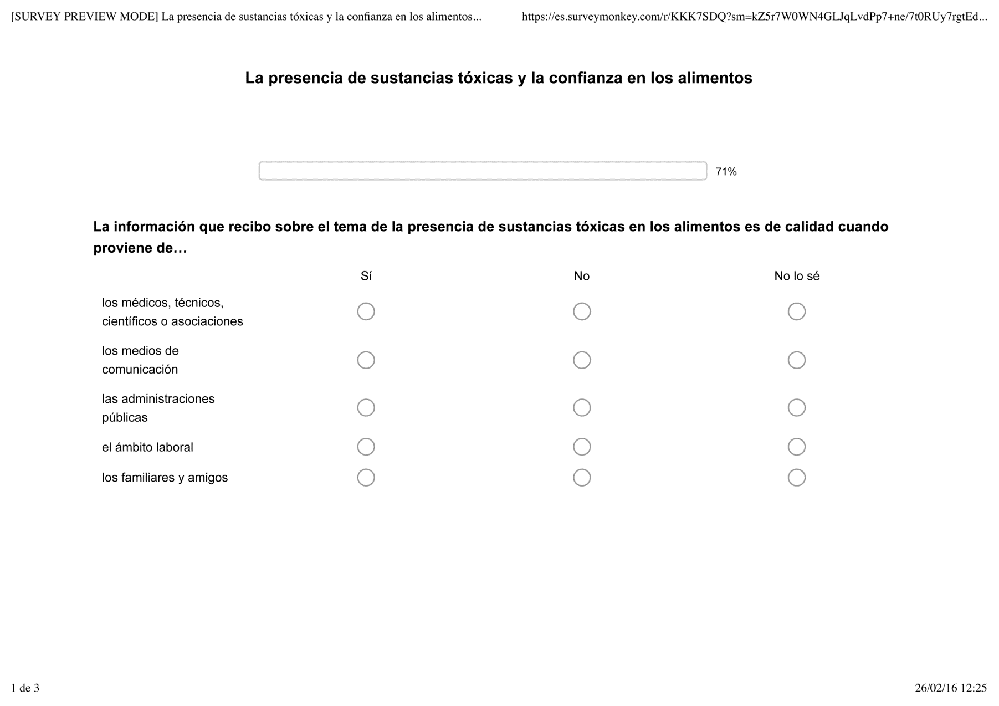 [SURVEY PREVIEW MODE] La presencia de sustancias tóxicas y la confianza en los alimentos...
https://es.surveymonkey.com/r/KKK7SDQ?sm=kZ5r7W0WN4GLJqLvdPp7+ne/7t0RUy7rgtEd...
La presencia de sustancias tóxicas y la confianza en los alimentos
71%
La información que recibo sobre el tema de la presencia de sustancias tóxicas en los alimentos es de calidad cuando
proviene de…
Sí No No lo sé
los médicos, técnicos,
científicos o asociaciones
los medios de
comunicación
las administraciones
públicas
el ámbito laboral
los familiares y amigos
1 de 3
26/02/16 12:25